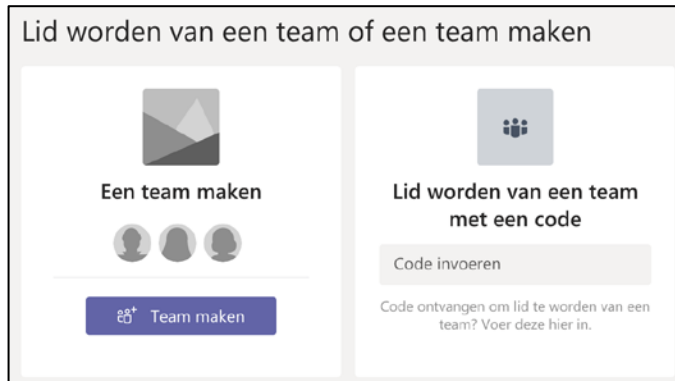 Lid worden van een team of een team maken
Een team maken
Team maken
Lid worden van een team
met een code
Code invoeren
Code ontvangen om lid te worden van een
team? Voer deze hier in.